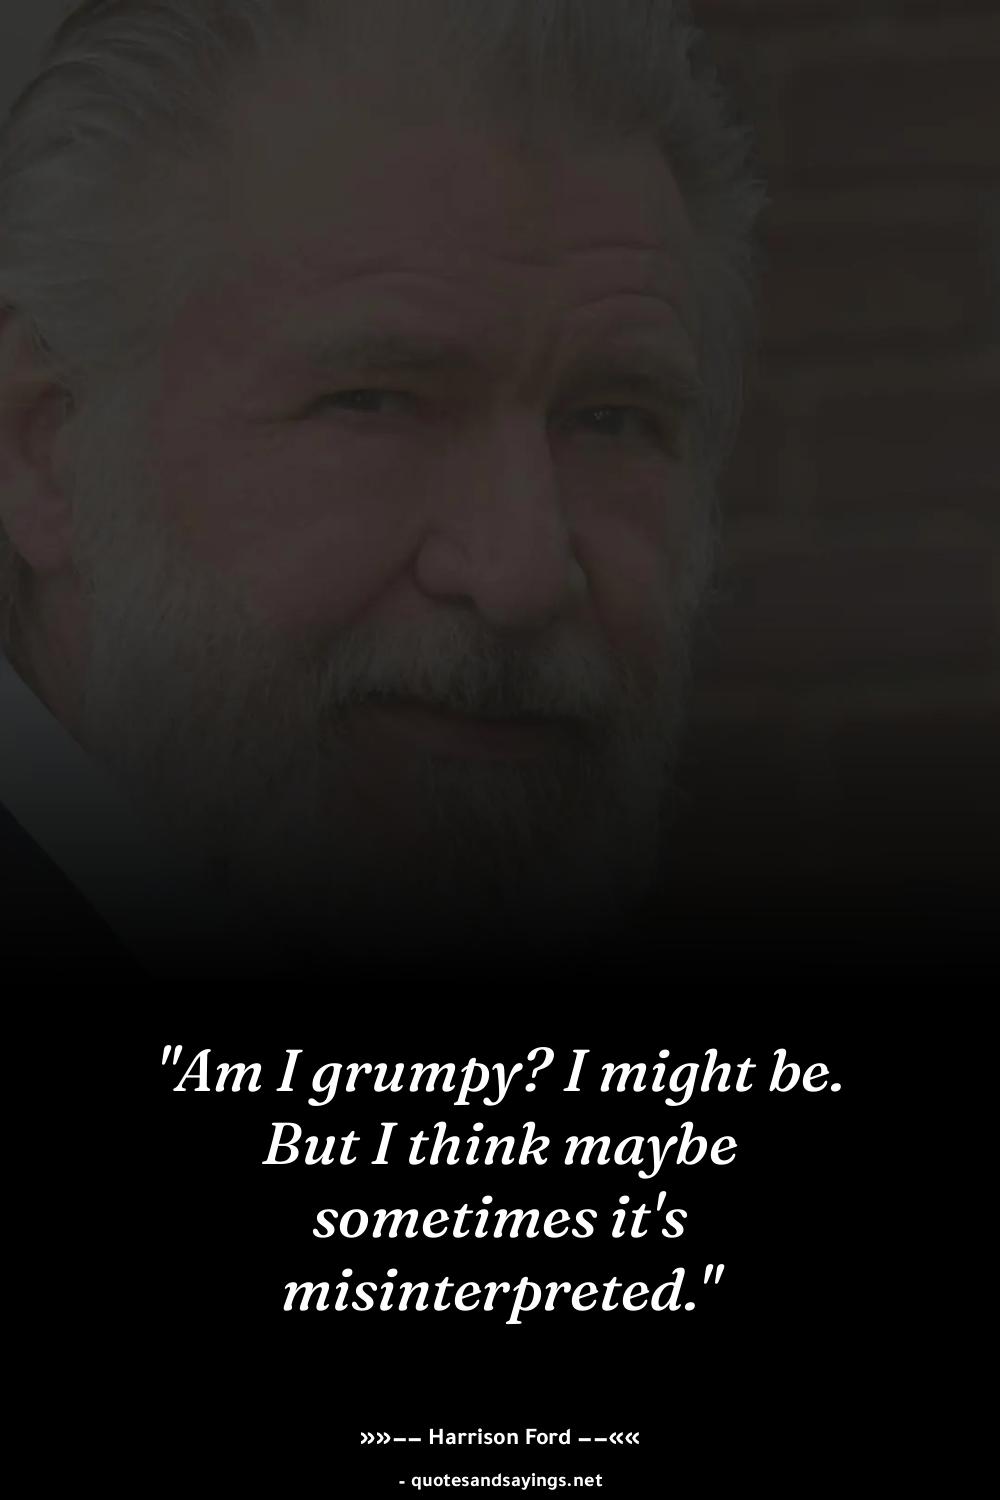 "Am I grumpy? I might be.
But I think maybe
sometimes it's
misinterpreted."
»»−− Harrison Ford −−««
- quotesandsayings.net